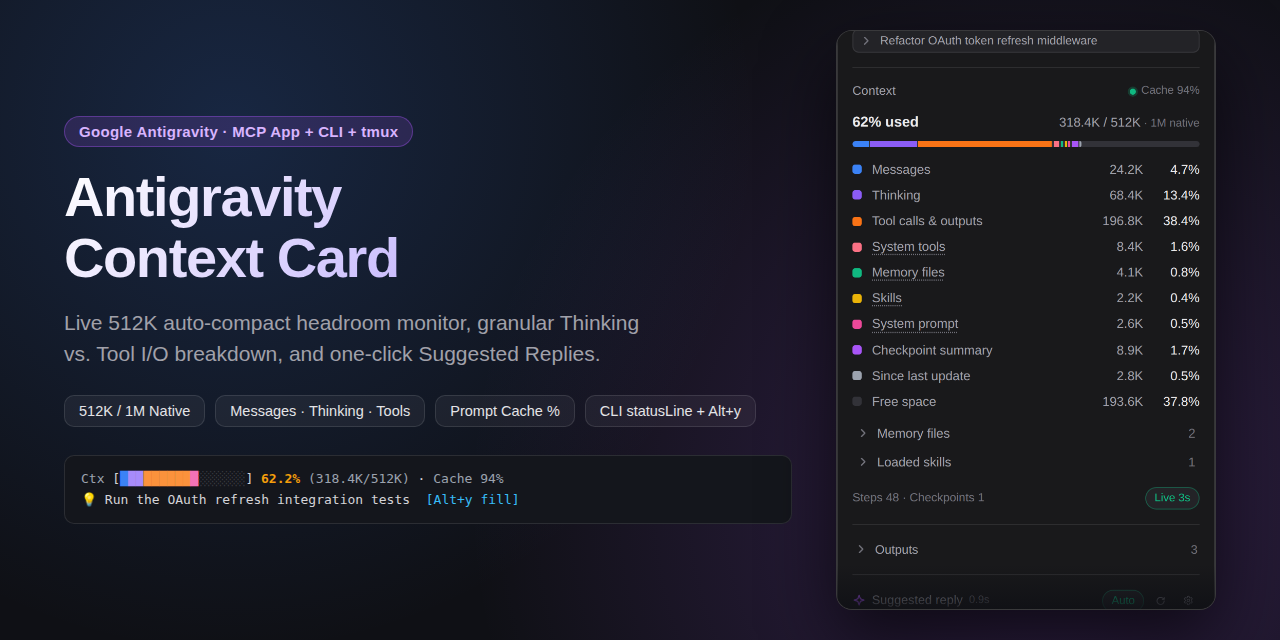 Google Antigravity · MCP App + CLI + tmux
Antigravity
Context Card
Live 512K auto-compact headroom monitor, granular Thinking
vs. Tool I/O breakdown, and one-click Suggested Replies.
512K / 1M Native
Messages · Thinking · Tools
Prompt Cache %
CLI statusLine + Alt+y
Ctx [██████████░░░░░░] 62.2% (318.4K/512K) · Cache 94%
💡 Run the OAuth refresh integration tests [Alt+y fill]
Refactor OAuth token refresh middleware
Context Cache 94%
62% used 318.4K / 512K · 1M native
Messages 24.2K 4.7%
Thinking 68.4K 13.4%
Tool calls & outputs 196.8K 38.4%
System tools 8.4K 1.6%
Memory files 4.1K 0.8%
Skills 2.2K 0.4%
System prompt 2.6K 0.5%
Checkpoint summary 8.9K 1.7%
Since last update 2.8K 0.5%
Free space 193.6K 37.8%
Memory files 2
Loaded skills 1
Steps 48 · Checkpoints 1 Live 3s
Outputs 3
Suggested reply 0.9s Auto